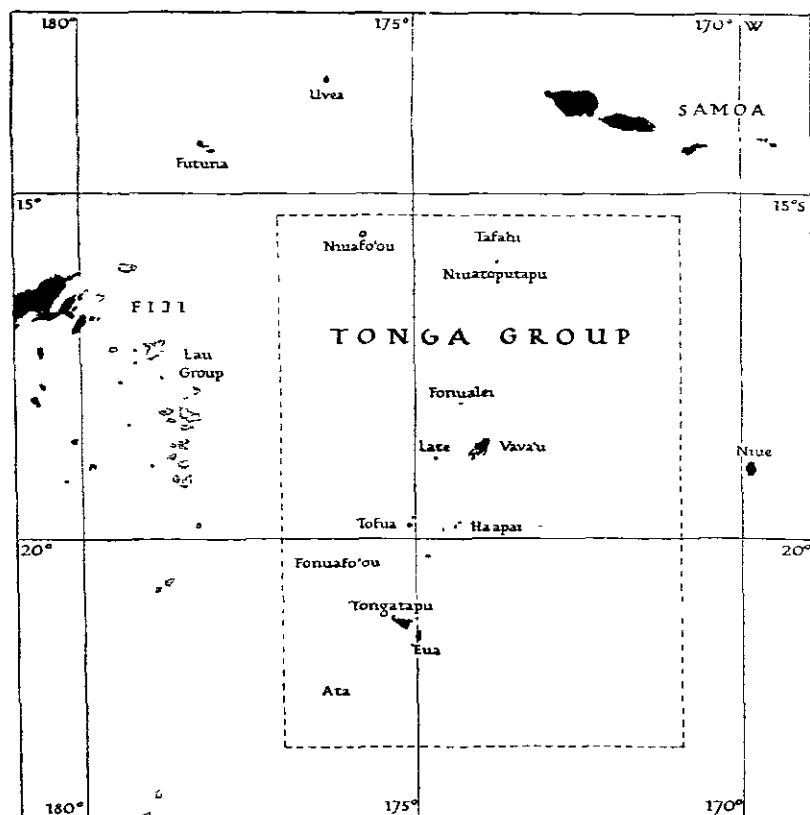 180°
175°
170° W
Uvea
SAMOA
Futuna
15°
15°S
Niuafo'ou
Tafahi
Niuatoputapu
FIJI
TONGA GROUP
Lau
Group
Fonualei
Late
Vava'u
Niue
Tofua
Haapai
20°
20°
Fonuafo'ou
Tongatapu
Eua
Ata
180°
175°
170°